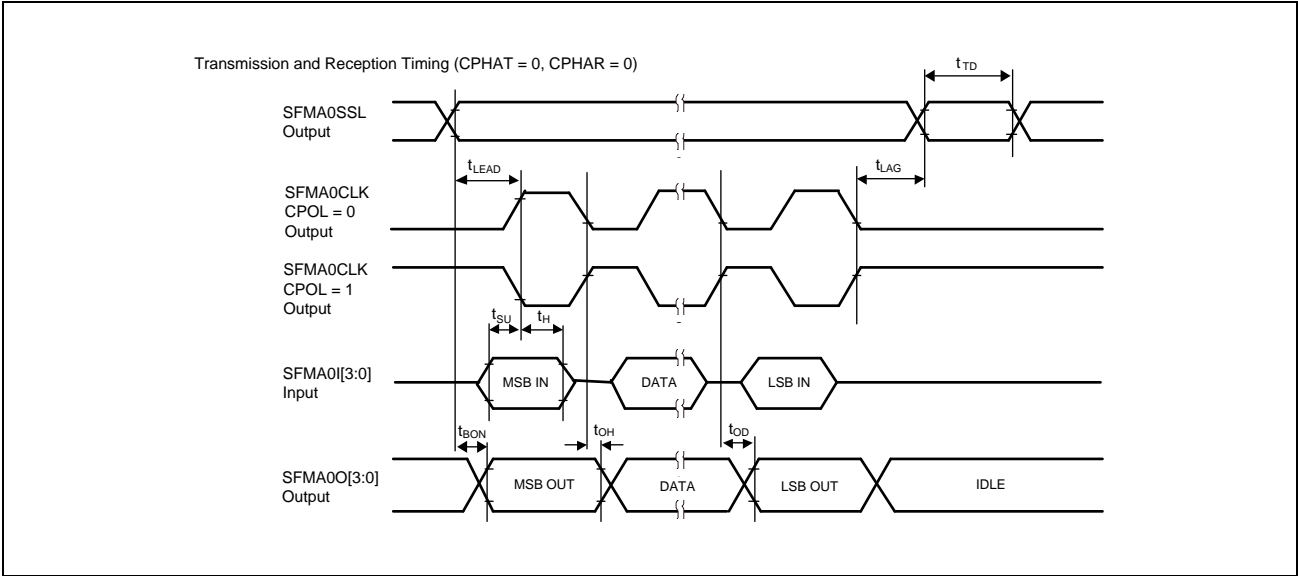 Transmission and Reception Timing (CPHAT = 0, CPHAR = 0)
tTD
SFMA0SSL
Output
tLEAD
tLAG
SFMA0CLK
CPOL = 0
Output
SFMA0CLK
CPOL = 1
Output
tSU
tH
SFMA0I[3:0]
Input
MSB IN
DATA
LSB IN
tBON
tOH
tOD
SFMA0O[3:0]
Output
MSB OUT
DATA
LSB OUT
IDLE